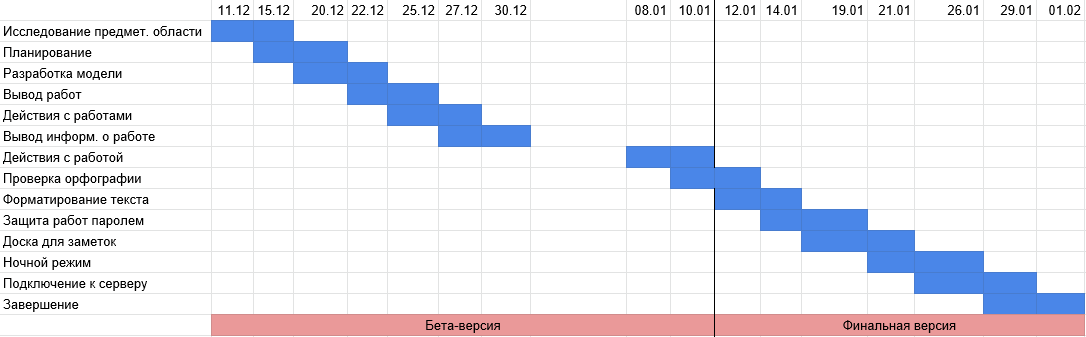 11.12 15.12 20.12 22.12 25.12 27.12 30.12 08.01 10.01 12.01 14.01 19.01 21.01 26.01 29.01 01.02
Исследование предмет. области
Планирование
Разработка модели
Вывод работ
Действия с работами
Вывод информ. о работе
Действия с работой
Проверка орфографии
Форматирование текста
Защита работ паролем
Доска для заметок
Ночной режим
Подключение к серверу
Завершение
Бета-версия Финальная версия